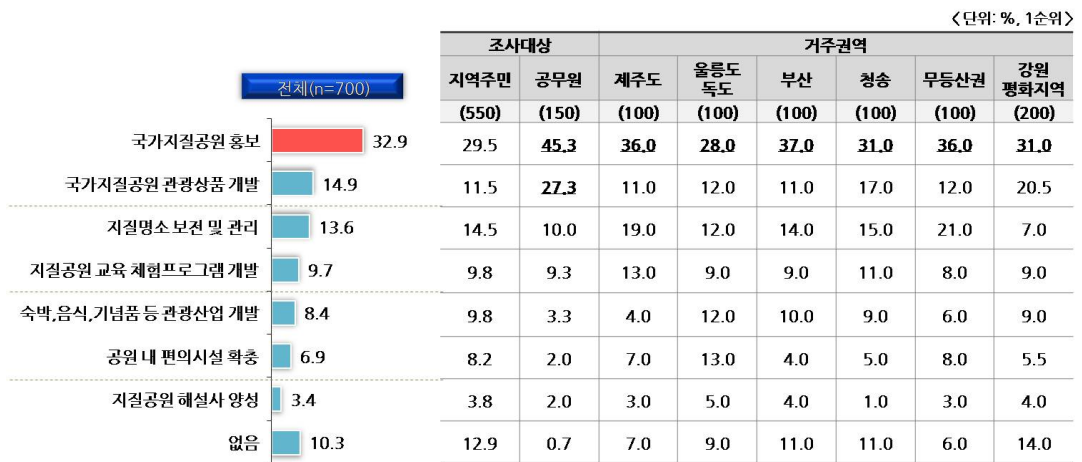 <단위: %, 1순위>
조사대상 거주권역
전체(n=700) 지역주민 공무원 제주도 울릉도 독도 부산 청송 무등산권 강원 평화지역
(550) (150) (100) (100) (100) (100) (100) (200)
국가지질공원 홍보 32.9 29.5 45.3 36.0 28.0 37.0 31.0 36.0 31.0
국가지질공원 관광상품 개발 14.9 11.5 27.3 11.0 12.0 11.0 17.0 12.0 20.5
지질명소 보전 및 관리 13.6 14.5 10.0 19.0 12.0 14.0 15.0 21.0 7.0
지질공원 교육 체험프로그램 개발 9.7 9.8 9.3 13.0 9.0 9.0 11.0 8.0 9.0
숙박,음식,기념품 등 관광산업 개발 8.4 9.8 3.3 4.0 12.0 10.0 9.0 6.0 9.0
공원 내 편의시설 확충 6.9 8.2 2.0 7.0 13.0 4.0 5.0 8.0 5.5
지질공원 해설사 양성 3.4 3.8 2.0 3.0 5.0 4.0 1.0 3.0 4.0
없음 10.3 12.9 0.7 7.0 9.0 11.0 11.0 6.0 14.0